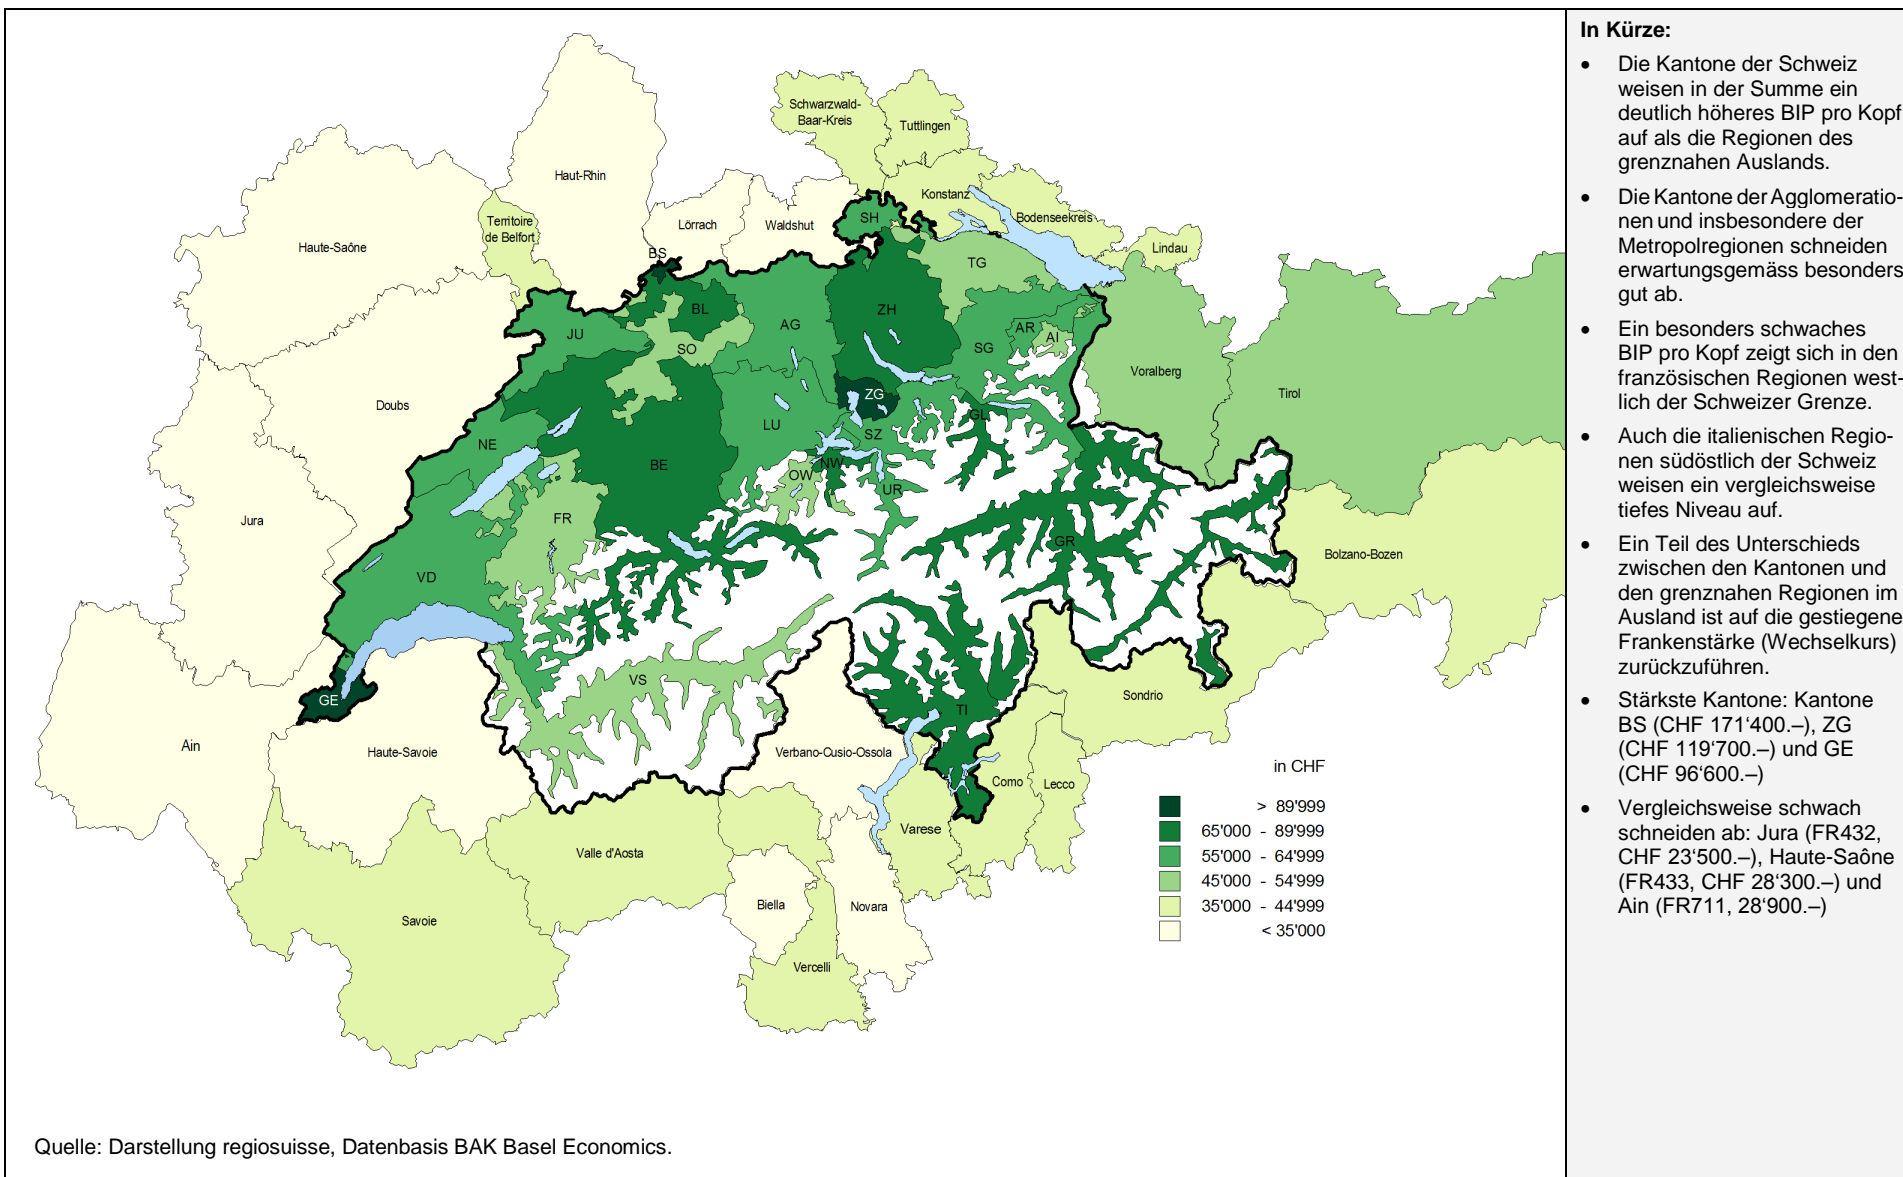 Schwarzwald-
Baar-Kreis
Tuttlingen
Haut-Rhin
Konstanz
Lörrach
Waldshut
SH
Bodenseekreis
Territoire
de Belfort
Haute-Saône
Lindau
BS
TG
BL
ZH
AG
JU
AR
AI
SO
SG
Voralberg
Tirol
ZG
Doubs
GL
LU
SZ
NE
BE
NW
OW
UR
Jura
FR
GR
Bolzano-Bozen
VD
VS
Sondrio
GE
TI
Ain
Haute-Savoie
Verbano-Cusio-Ossola
Como
Lecco
Varese
Valle d'Aosta
Biella
Novara
Savoie
Vercelli
in CHF
> 89'999
65'000 - 89'999
55'000 - 64'999
45'000 - 54'999
35'000 - 44'999
< 35'000
Quelle: Darstellung regiosuisse, Datenbasis BAK Basel Economics.
In Kürze:
• Die Kantone der Schweiz
weisen in der Summe ein
deutlich höheres BIP pro Kopf
auf als die Regionen des
grenznahen Auslands.
• Die Kantone der Agglomeratio-
nen und insbesondere der
Metropolregionen schneiden
erwartungsgemäss besonders
gut ab.
• Ein besonders schwaches
BIP pro Kopf zeigt sich in den
französischen Regionen west-
lich der Schweizer Grenze.
• Auch die italienischen Regio-
nen südöstlich der Schweiz
weisen ein vergleichsweise
tiefes Niveau auf.
• Ein Teil des Unterschieds
zwischen den Kantonen und
den grenznahen Regionen im
Ausland ist auf die gestiegene
Frankenstärke (Wechselkurs)
zurückzuführen.
• Stärkste Kantone: Kantone
BS (CHF 171‘400.–), ZG
(CHF 119‘700.–) und GE
(CHF 96‘600.–)
• Vergleichsweise schwach
schneiden ab: Jura (FR432,
CHF 23‘500.–), Haute-Saône
(FR433, CHF 28‘300.–) und
Ain (FR711, 28‘900.–)